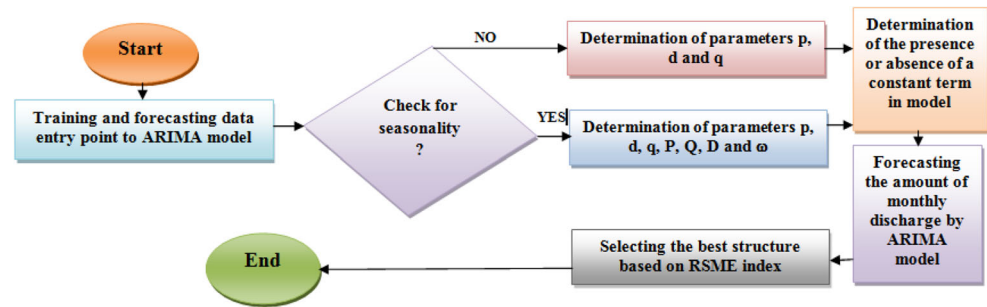 Start
Training and forecasting data
entry point to ARIMA model
Check for
seasonality
?
NO
Determination of parameters p,
d and q
YES
Determination of parameters p,
d, q, P, Q, D and ω
Determination
of the presence
or absence of a
constant term
in model
Forecasting
the amount of
monthly
discharge by
ARIMA
model
Selecting the best structure
based on RSME index
End